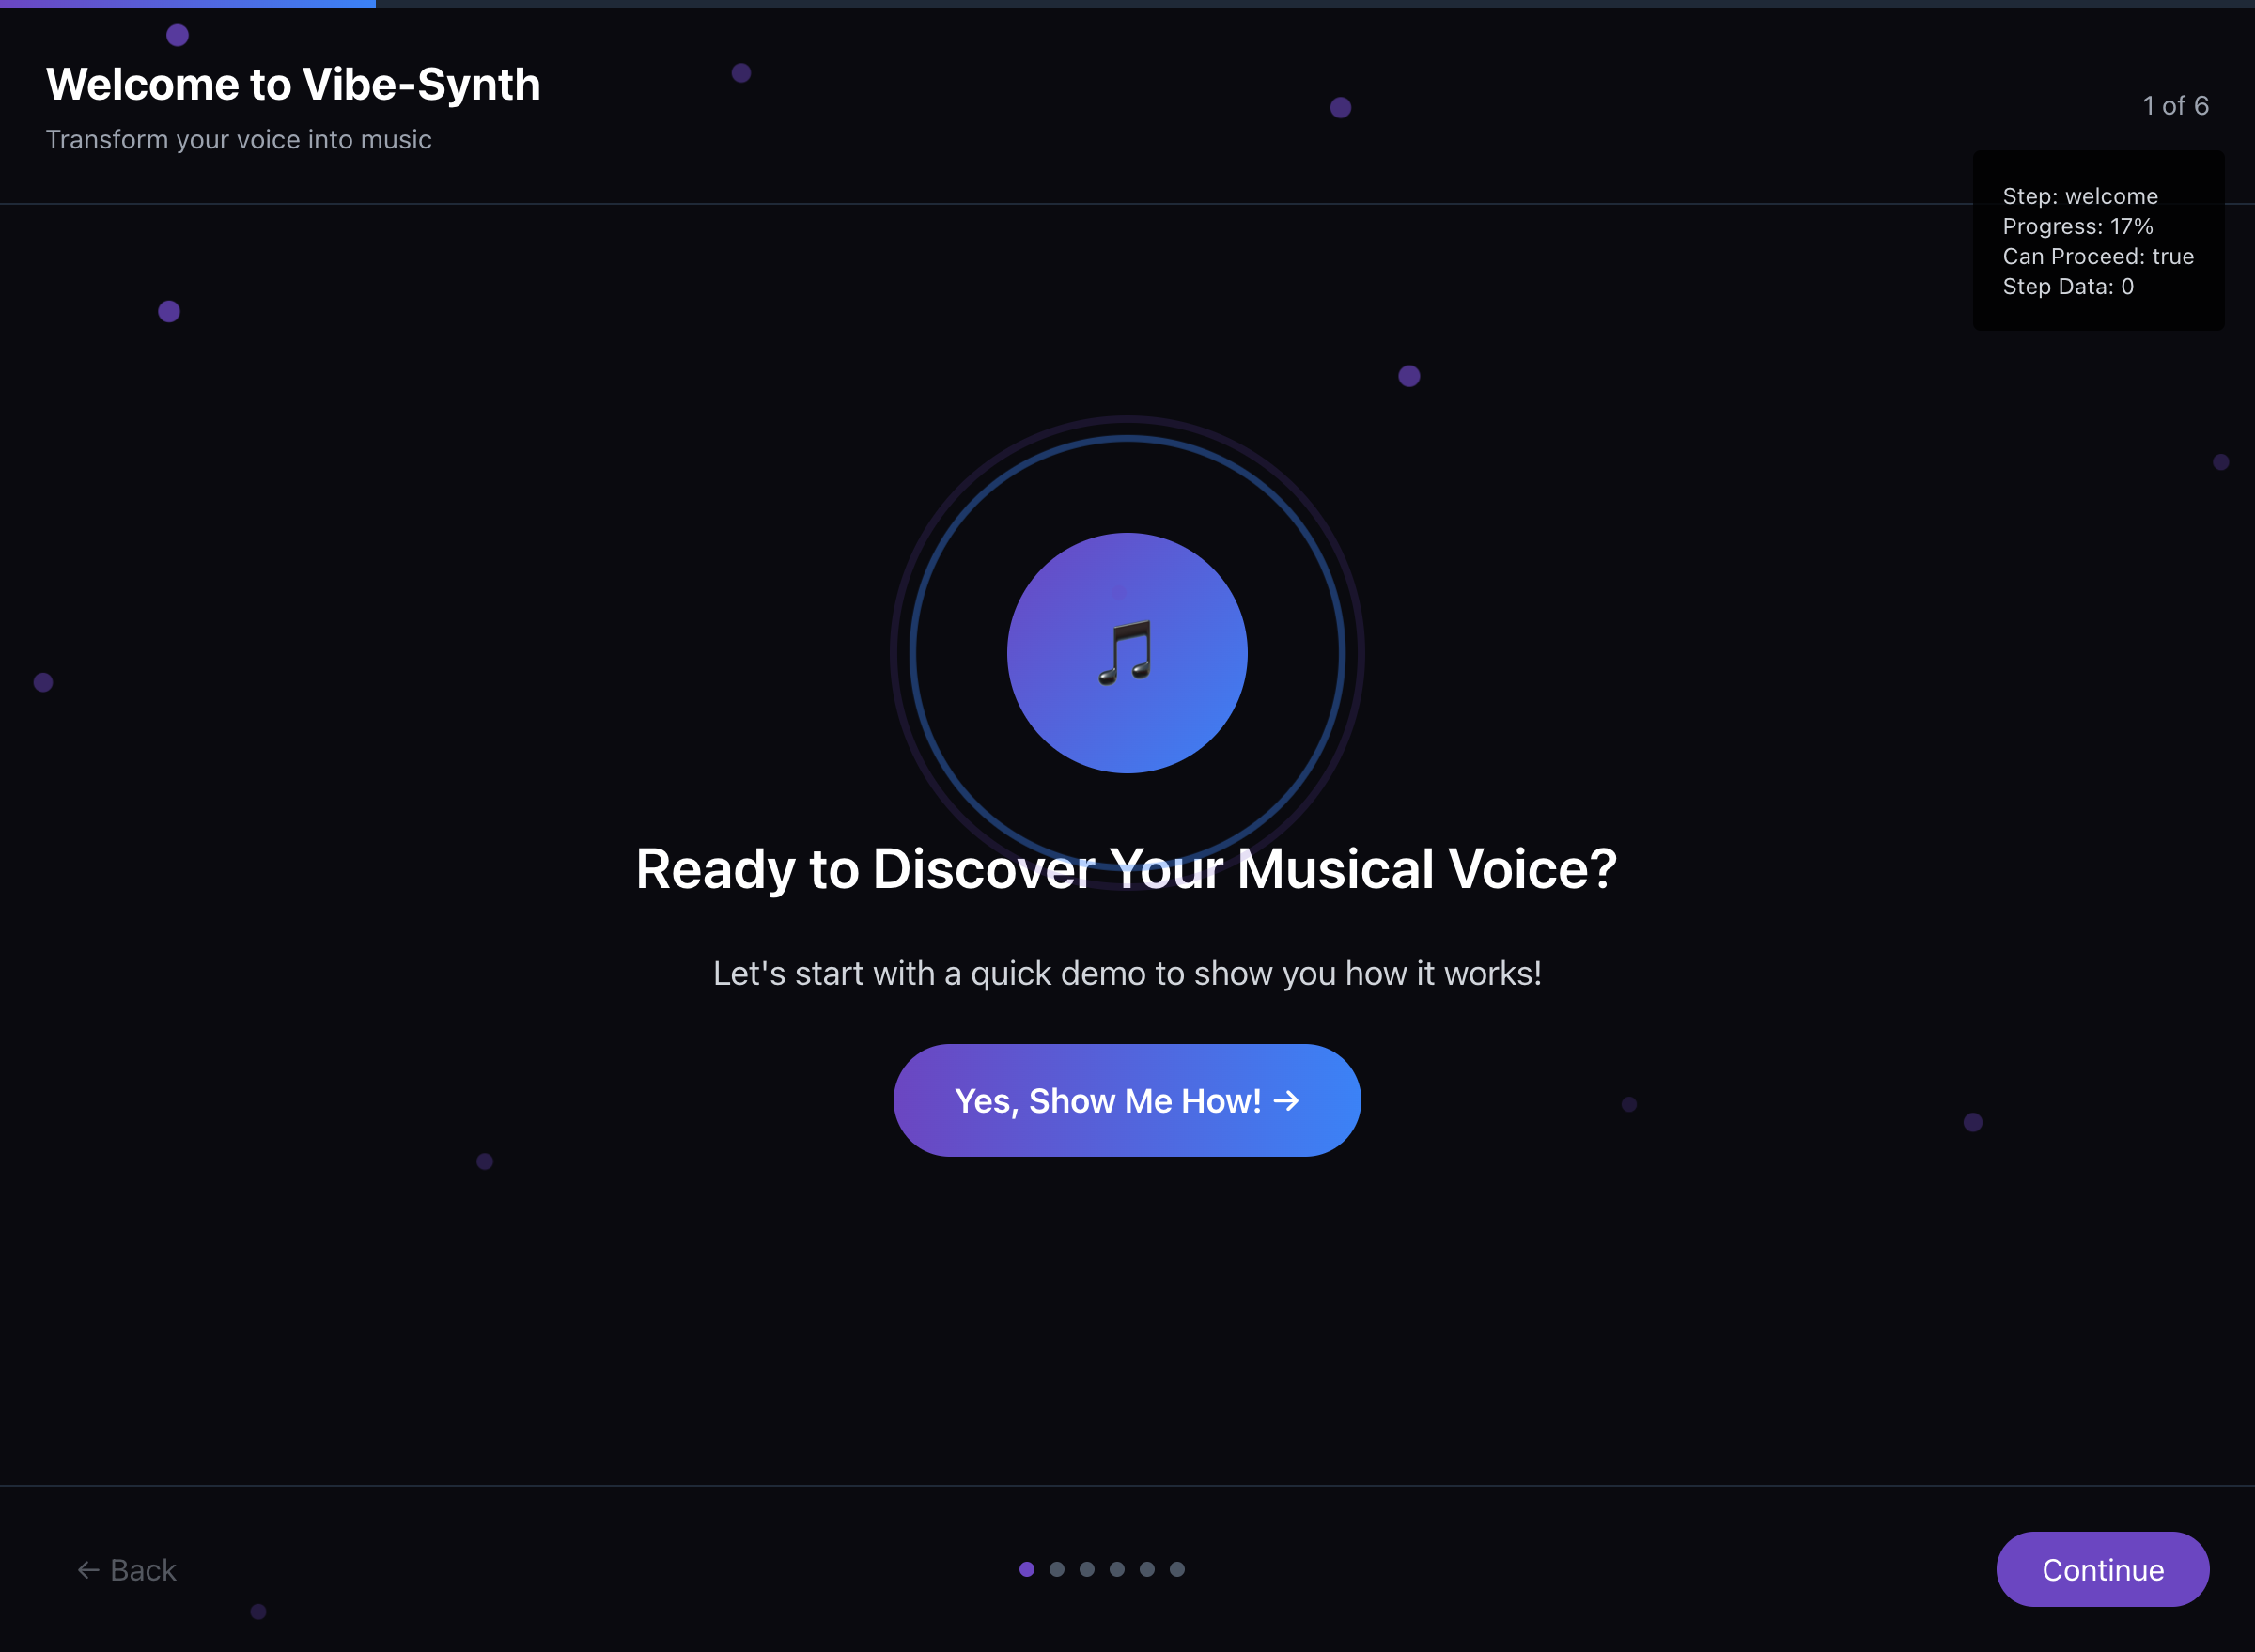 Welcome to Vibe-Synth
Transform your voice into music
1 of 6
Step: welcome
Progress: 17%
Can Proceed: true
Step Data: 0
Ready to Discover Your Musical Voice?
Let's start with a quick demo to show you how it works!
Yes, Show Me How! →
← Back
Continue